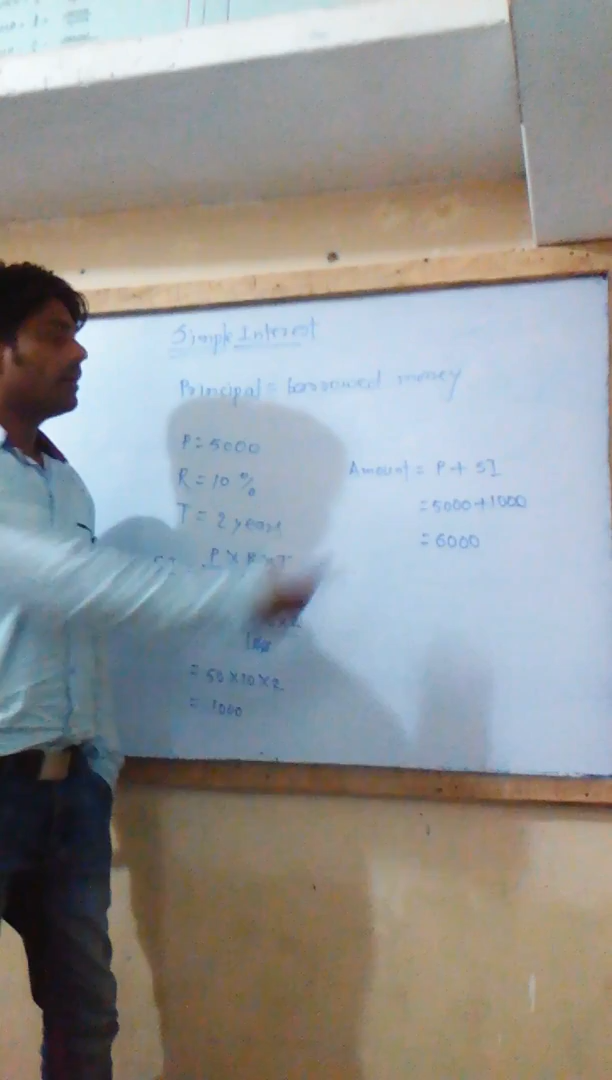 Simple Interest
Principal = borrowed money
P = 5000
R = 10 %
T = 2 years
SI P X R X T
= 50 X 10 X 2
= 1000
Amount = P + SI
= 5000 + 1000
= 6000